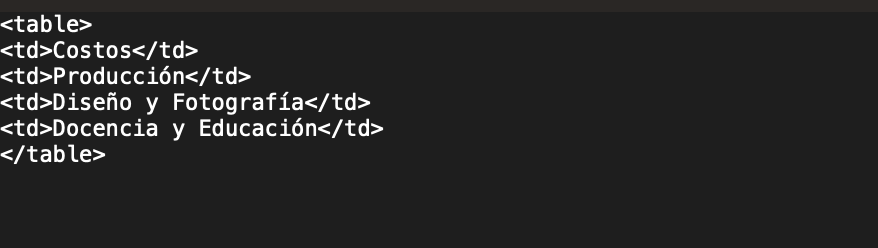 <table>
<td>Costos</td>
<td>Producción</td>
<td>Diseño y Fotografía</td>
<td>Docencia y Educación</td>
</table>